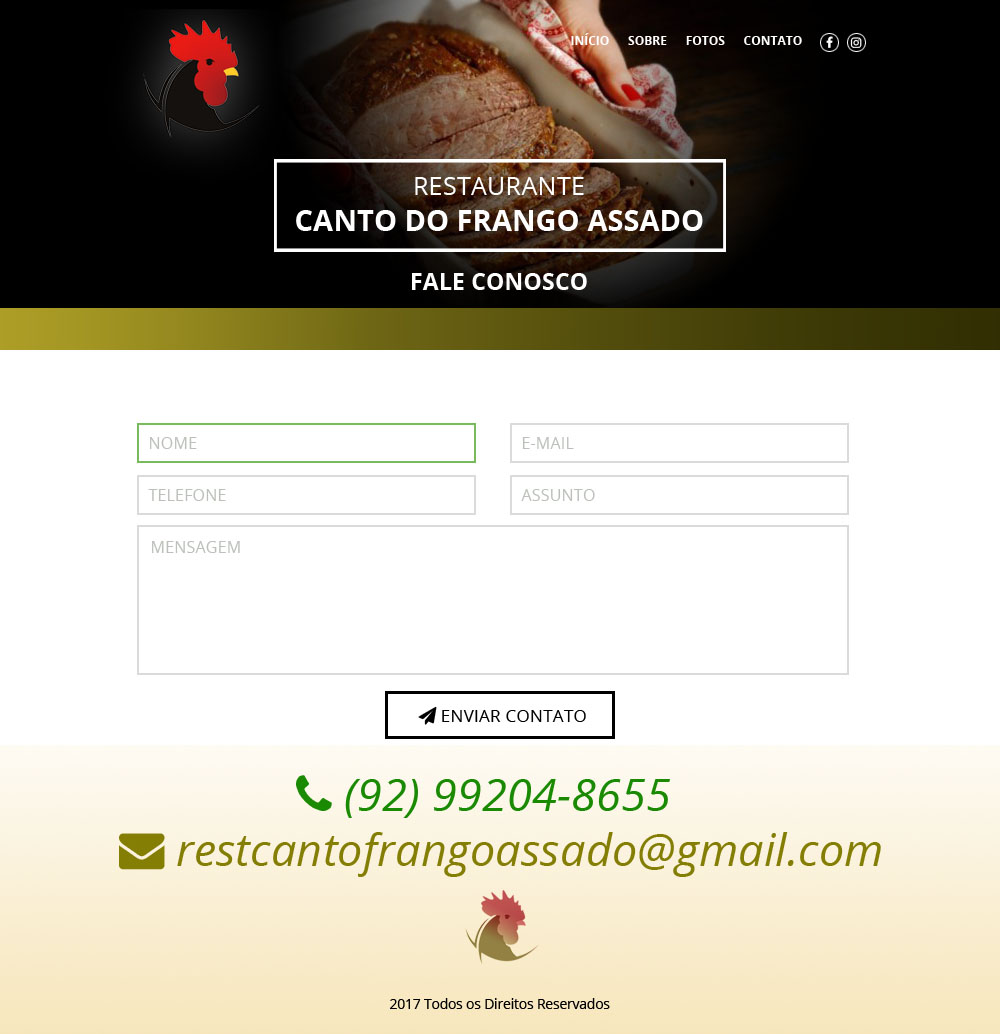 INÍCIO SOBRE FOTOS CONTATO
RESTAURANTE
CANTO DO FRANGO ASSADO
FALE CONOSCO
NOME
E-MAIL
TELEFONE
ASSUNTO
MENSAGEM
ENVIAR CONTATO
(92) 99204-8655
restcantofrangoassado@gmail.com
2017 Todos os Direitos Reservados